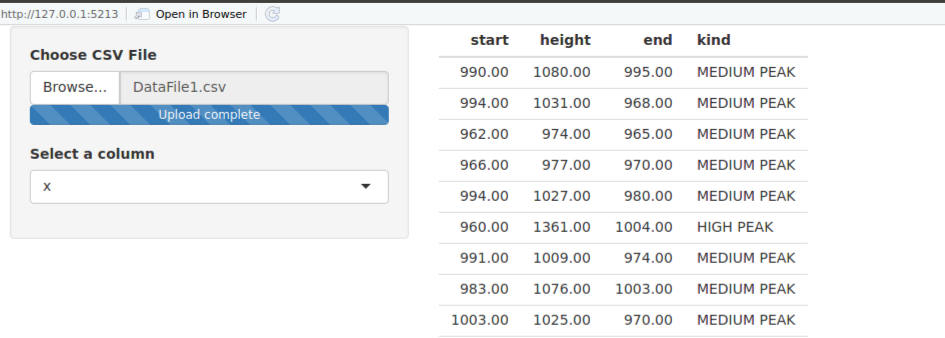 http://127.0.0.1:5213 Open in Browser
Choose CSV File
Browse... DataFile1.csv
Upload complete
Select a column
x
start height end kind
990.00 1080.00 995.00 MEDIUM PEAK
994.00 1031.00 968.00 MEDIUM PEAK
962.00 974.00 965.00 MEDIUM PEAK
966.00 977.00 970.00 MEDIUM PEAK
994.00 1027.00 980.00 MEDIUM PEAK
960.00 1361.00 1004.00 HIGH PEAK
991.00 1009.00 974.00 MEDIUM PEAK
983.00 1076.00 1003.00 MEDIUM PEAK
1003.00 1025.00 970.00 MEDIUM PEAK